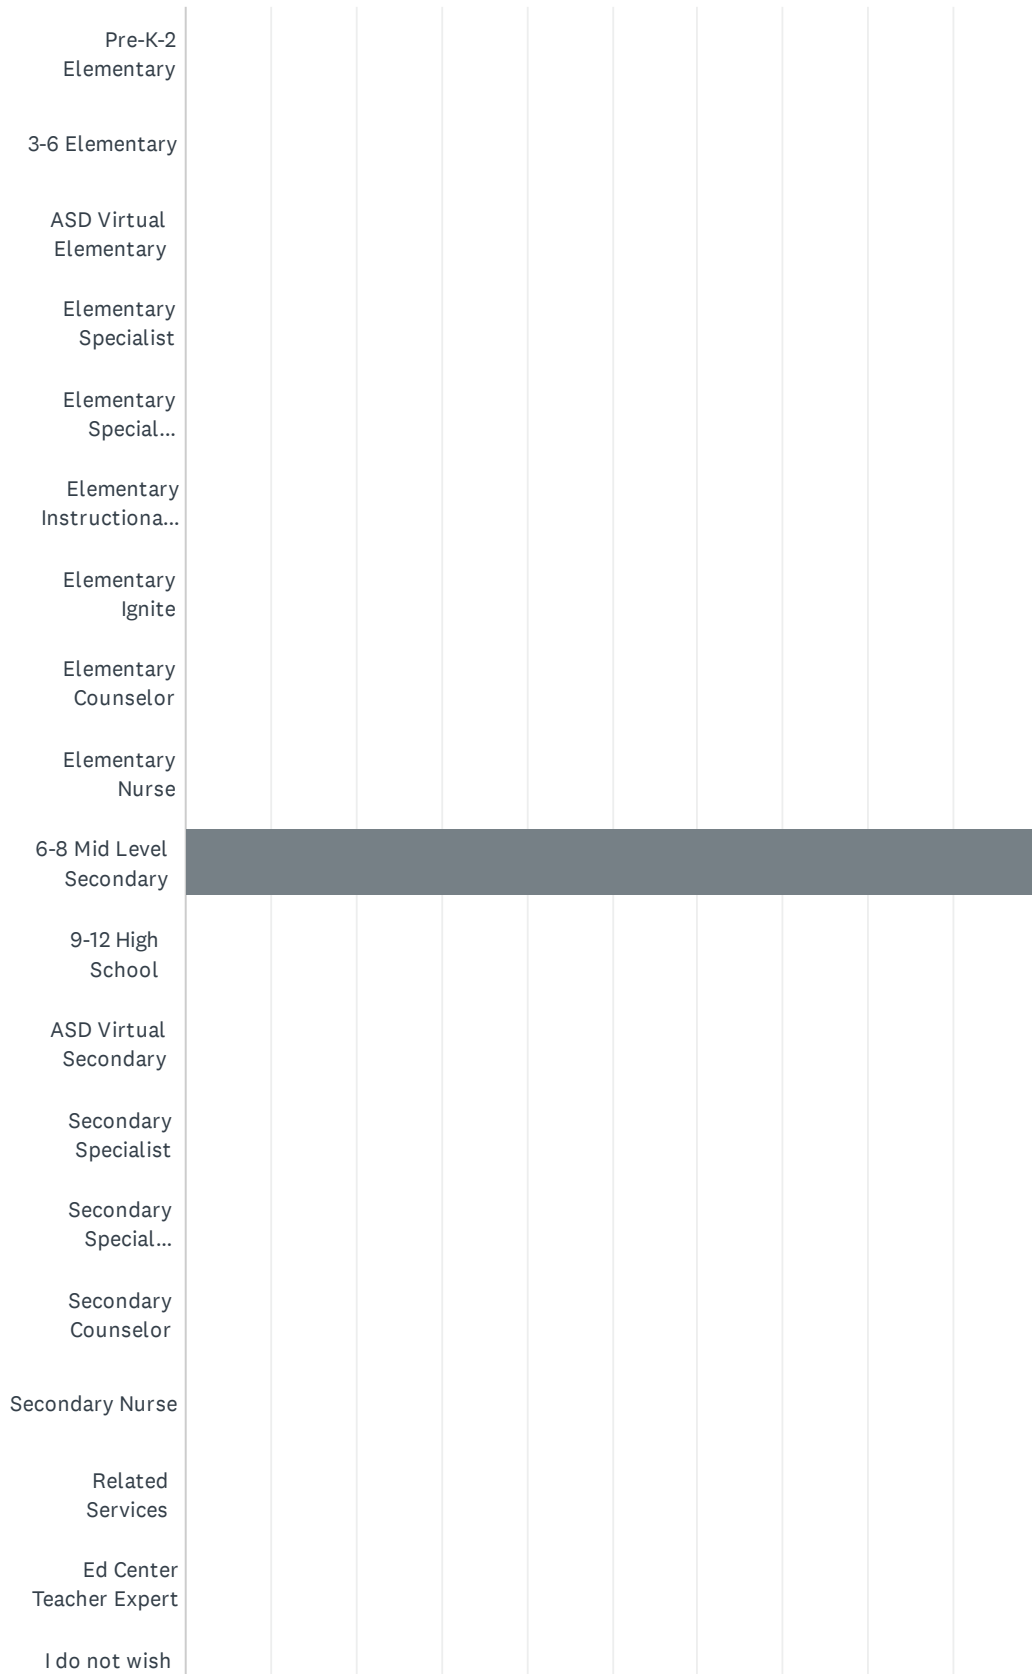 Pre-K-2
Elementary
3-6 Elementary
ASD Virtual
Elementary
Elementary
Specialist
Elementary
Special...
Elementary
Instructiona...
Elementary
Ignite
Elementary
Counselor
Elementary
Nurse
6-8 Mid Level
Secondary
9-12 High
School
ASD Virtual
Secondary
Secondary
Specialist
Secondary
Special...
Secondary
Counselor
Secondary Nurse
Related
Services
Ed Center
Teacher Expert
I do not wish